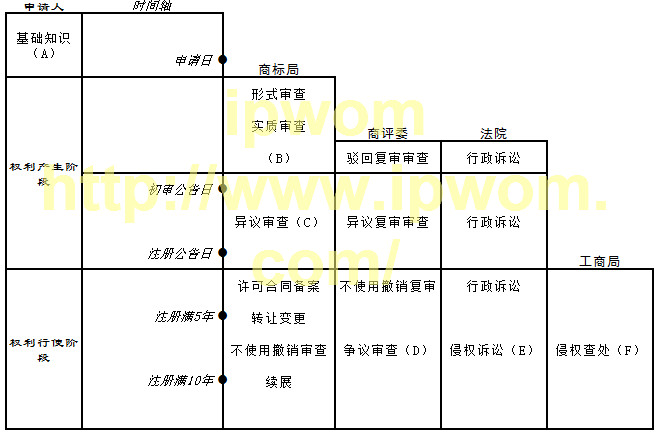 申请人 时间轴
基础知识
（A）
申请日
商标局
形式审查
实质审查
（B）
商评委 法院
权利产生阶段
驳回复审审查 行政诉讼
初审公告日
异议审查（C） 异议复审审查 行政诉讼
注册公告日
工商局
许可合同备案 不使用撤销复审 行政诉讼
注册满5年
转让变更
权利行使阶段
不使用撤销审查 争议审查（D） 侵权诉讼（E） 侵权查处（F）
注册满10年
续展
ipwom
http://www.ipwom.
com/